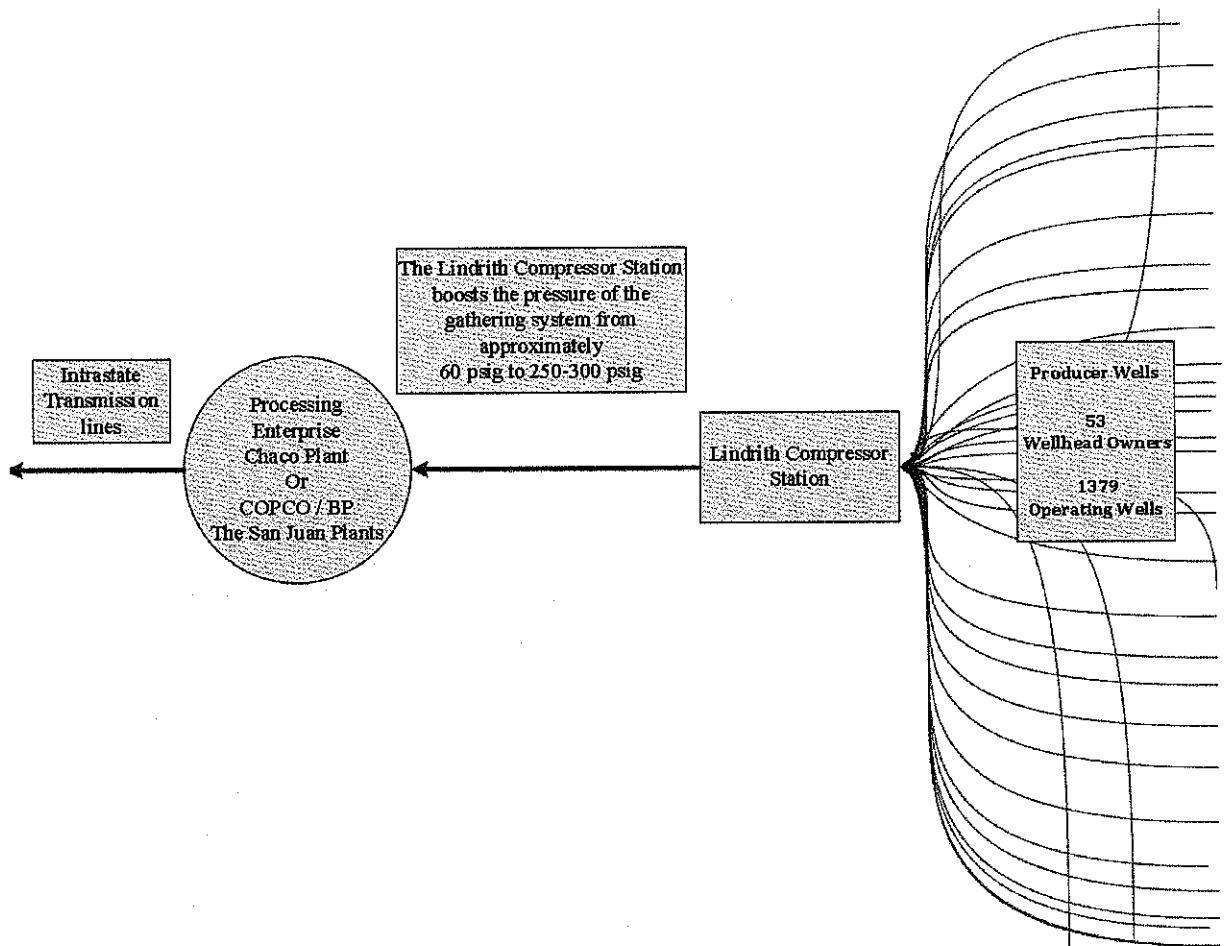 The Lindrith Compressor Station
boosts the pressure of the
gathering system from
approximately
60 psig to 250-300 psig
Intrastate
Transmission
lines
Processing
Enterprise
Chaco Plant
Or
COPCO / BP
The San Juan Plants
Lindrith Compressor
Station
Producer Wells
53
Wellhead Owners
1379
Operating Wells